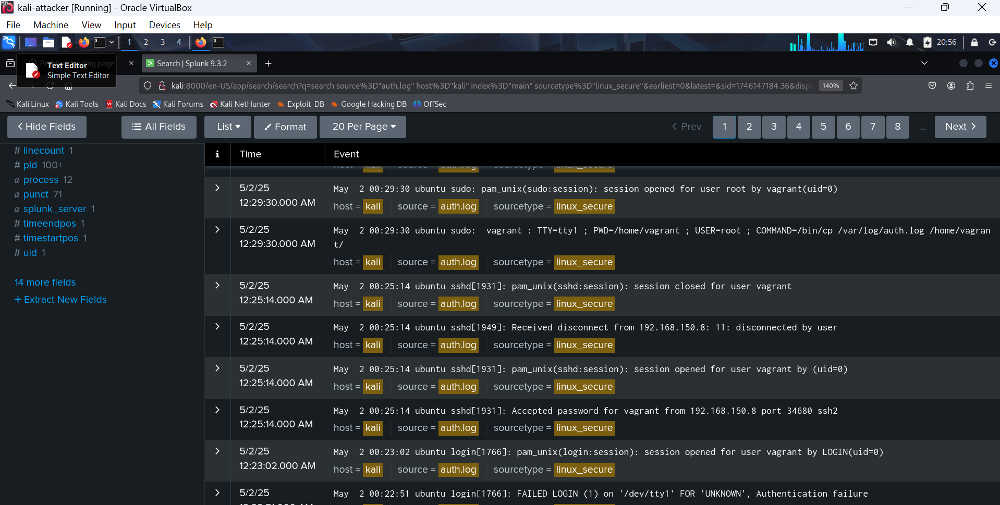 kali-attacker [Running] - Oracle VirtualBox
File Machine View Input Devices Help
1 2 3 4 20:56
Text Editor
Simple Text Editor
Search | Splunk 9.3.2
kali:8000/en-US/app/search/search?q=search source%3D"auth.log" host%3D"kali" index%3D"main" sourcetype%3D"linux_secure"&earliest=0&latest=&sid=1746147184.36&displ 140%
Kali Linux Kali Tools Kali Docs Kali Forums Kali NetHunter Exploit-DB Google Hacking DB OffSec
Hide Fields All Fields List Format 20 Per Page Prev 1 2 3 4 5 6 7 8 ... Next
# linecount 1
# pid 100+
a process 12
a punct 71
a splunk_server 1
# timeendpos 1
# timestartpos 1
# uid 1
14 more fields
+ Extract New Fields
i Time Event
host = kali source = auth.log sourcetype = linux_secure
5/2/25
12:29:30.000 AM
May  2 00:29:30 ubuntu sudo: pam_unix(sudo:session): session opened for user root by vagrant(uid=0)
host = kali source = auth.log sourcetype = linux_secure
5/2/25
12:29:30.000 AM
May  2 00:29:30 ubuntu sudo:  vagrant : TTY=tty1 ; PWD=/home/vagrant ; USER=root ; COMMAND=/bin/cp /var/log/auth.log /home/vagran
t/
host = kali source = auth.log sourcetype = linux_secure
5/2/25
12:25:14.000 AM
May  2 00:25:14 ubuntu sshd[1931]: pam_unix(sshd:session): session closed for user vagrant
host = kali source = auth.log sourcetype = linux_secure
5/2/25
12:25:14.000 AM
May  2 00:25:14 ubuntu sshd[1949]: Received disconnect from 192.168.150.8: 11: disconnected by user
host = kali source = auth.log sourcetype = linux_secure
5/2/25
12:25:14.000 AM
May  2 00:25:14 ubuntu sshd[1931]: pam_unix(sshd:session): session opened for user vagrant by (uid=0)
host = kali source = auth.log sourcetype = linux_secure
5/2/25
12:25:14.000 AM
May  2 00:25:14 ubuntu sshd[1931]: Accepted password for vagrant from 192.168.150.8 port 34680 ssh2
host = kali source = auth.log sourcetype = linux_secure
5/2/25
12:23:02.000 AM
May  2 00:23:02 ubuntu login[1766]: pam_unix(login:session): session opened for user vagrant by LOGIN(uid=0)
host = kali source = auth.log sourcetype = linux_secure
5/2/25
May  2 00:22:51 ubuntu login[1766]: FAILED LOGIN (1) on '/dev/tty1' FOR 'UNKNOWN', Authentication failure